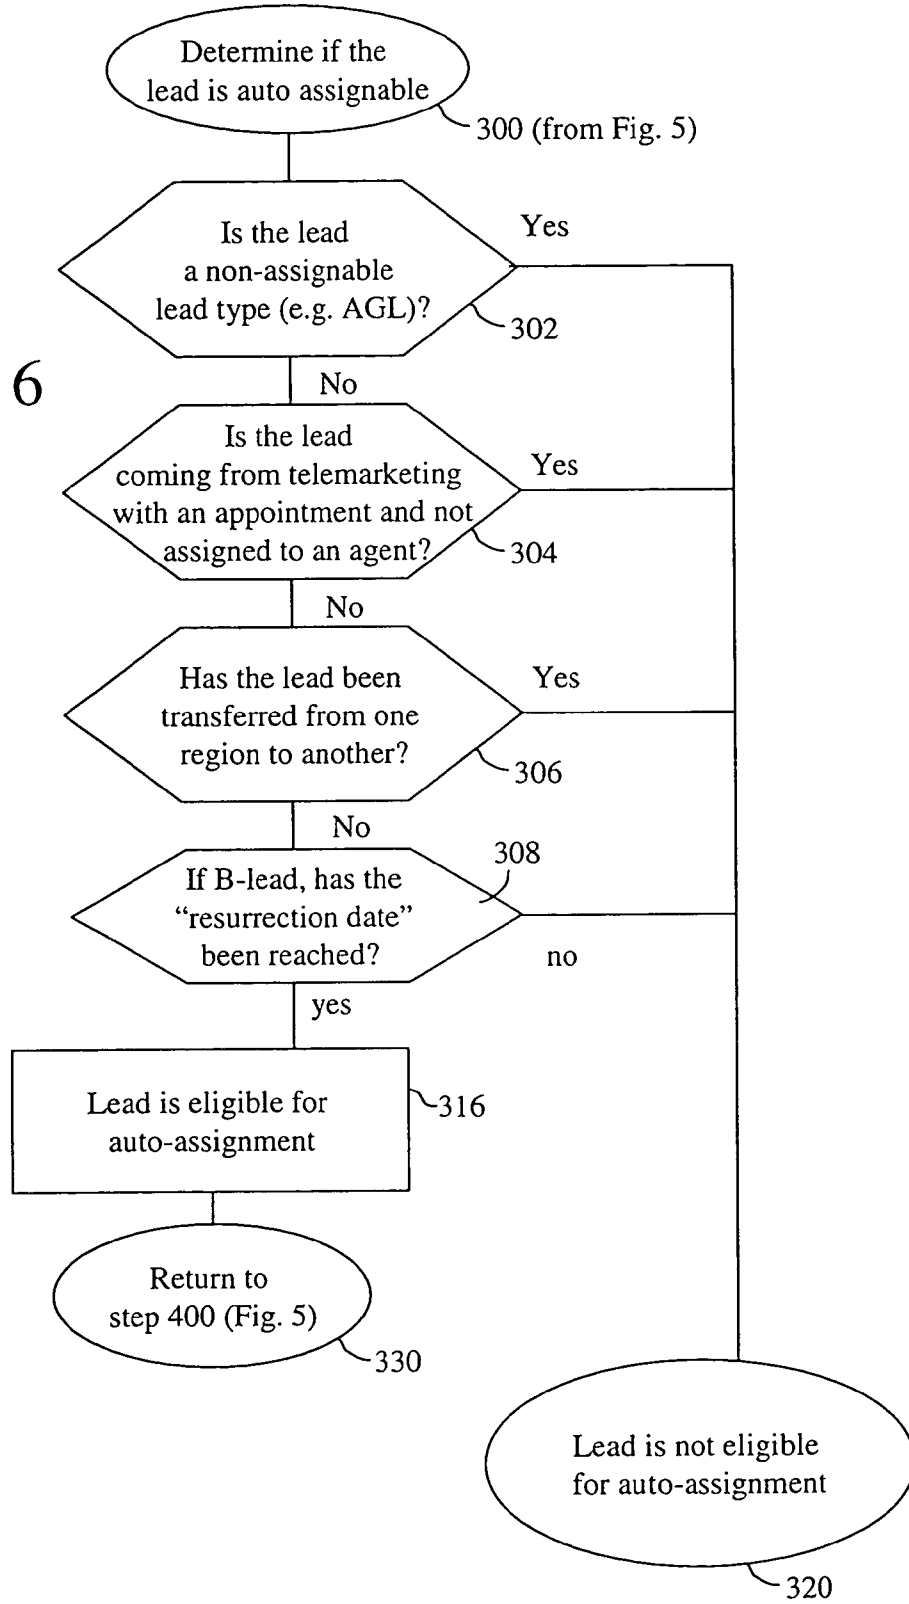 Determine if the
lead is auto assignable
300 (from Fig. 5)
Is the lead
a non-assignable
lead type (e.g. AGL)?
Yes
302
6
No
Is the lead
coming from telemarketing
with an appointment and not
assigned to an agent?
Yes
304
No
Has the lead been
transferred from one
region to another?
Yes
306
No
308
If B-lead, has the
“resurrection date”
been reached?
no
yes
Lead is eligible for
auto-assignment
316
Return to
step 400 (Fig. 5)
330
Lead is not eligible
for auto-assignment
320